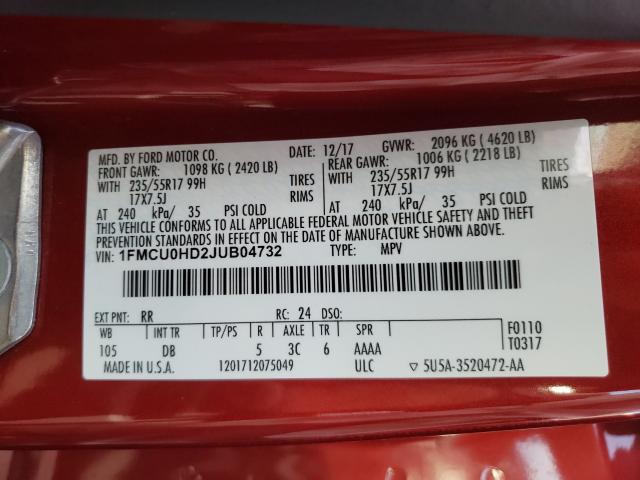 MFD. BY FORD MOTOR CO. DATE: 12/17 GVWR: 2096 KG ( 4620 LB)
FRONT GAWR: 1098 KG ( 2420 LB) REAR GAWR: 1006 KG ( 2218 LB)
WITH 235/55R17 99H TIRES WITH 235/55R17 99H TIRES
17X7.5J RIMS 17X7.5J RIMS
AT 240 kPa/ 35 PSI COLD AT 240 kPa/ 35 PSI COLD
THIS VEHICLE CONFORMS TO ALL APPLICABLE FEDERAL MOTOR VEHICLE SAFETY AND THEFT
PREVENTION STANDARDS IN EFFECT ON THE DATE OF MANUFACTURE SHOWN ABOVE.
VIN: 1FMCU0HD2JUB04732 TYPE: MPV
EXT PNT: RR RC: 24 DSO: F0110
WB INT TR TP/PS R AXLE TR SPR T0317
105 DB 5 3C 6 AAAA
MADE IN U.S.A. 1201712075049 ULC ▽ 5U5A-3520472-AA